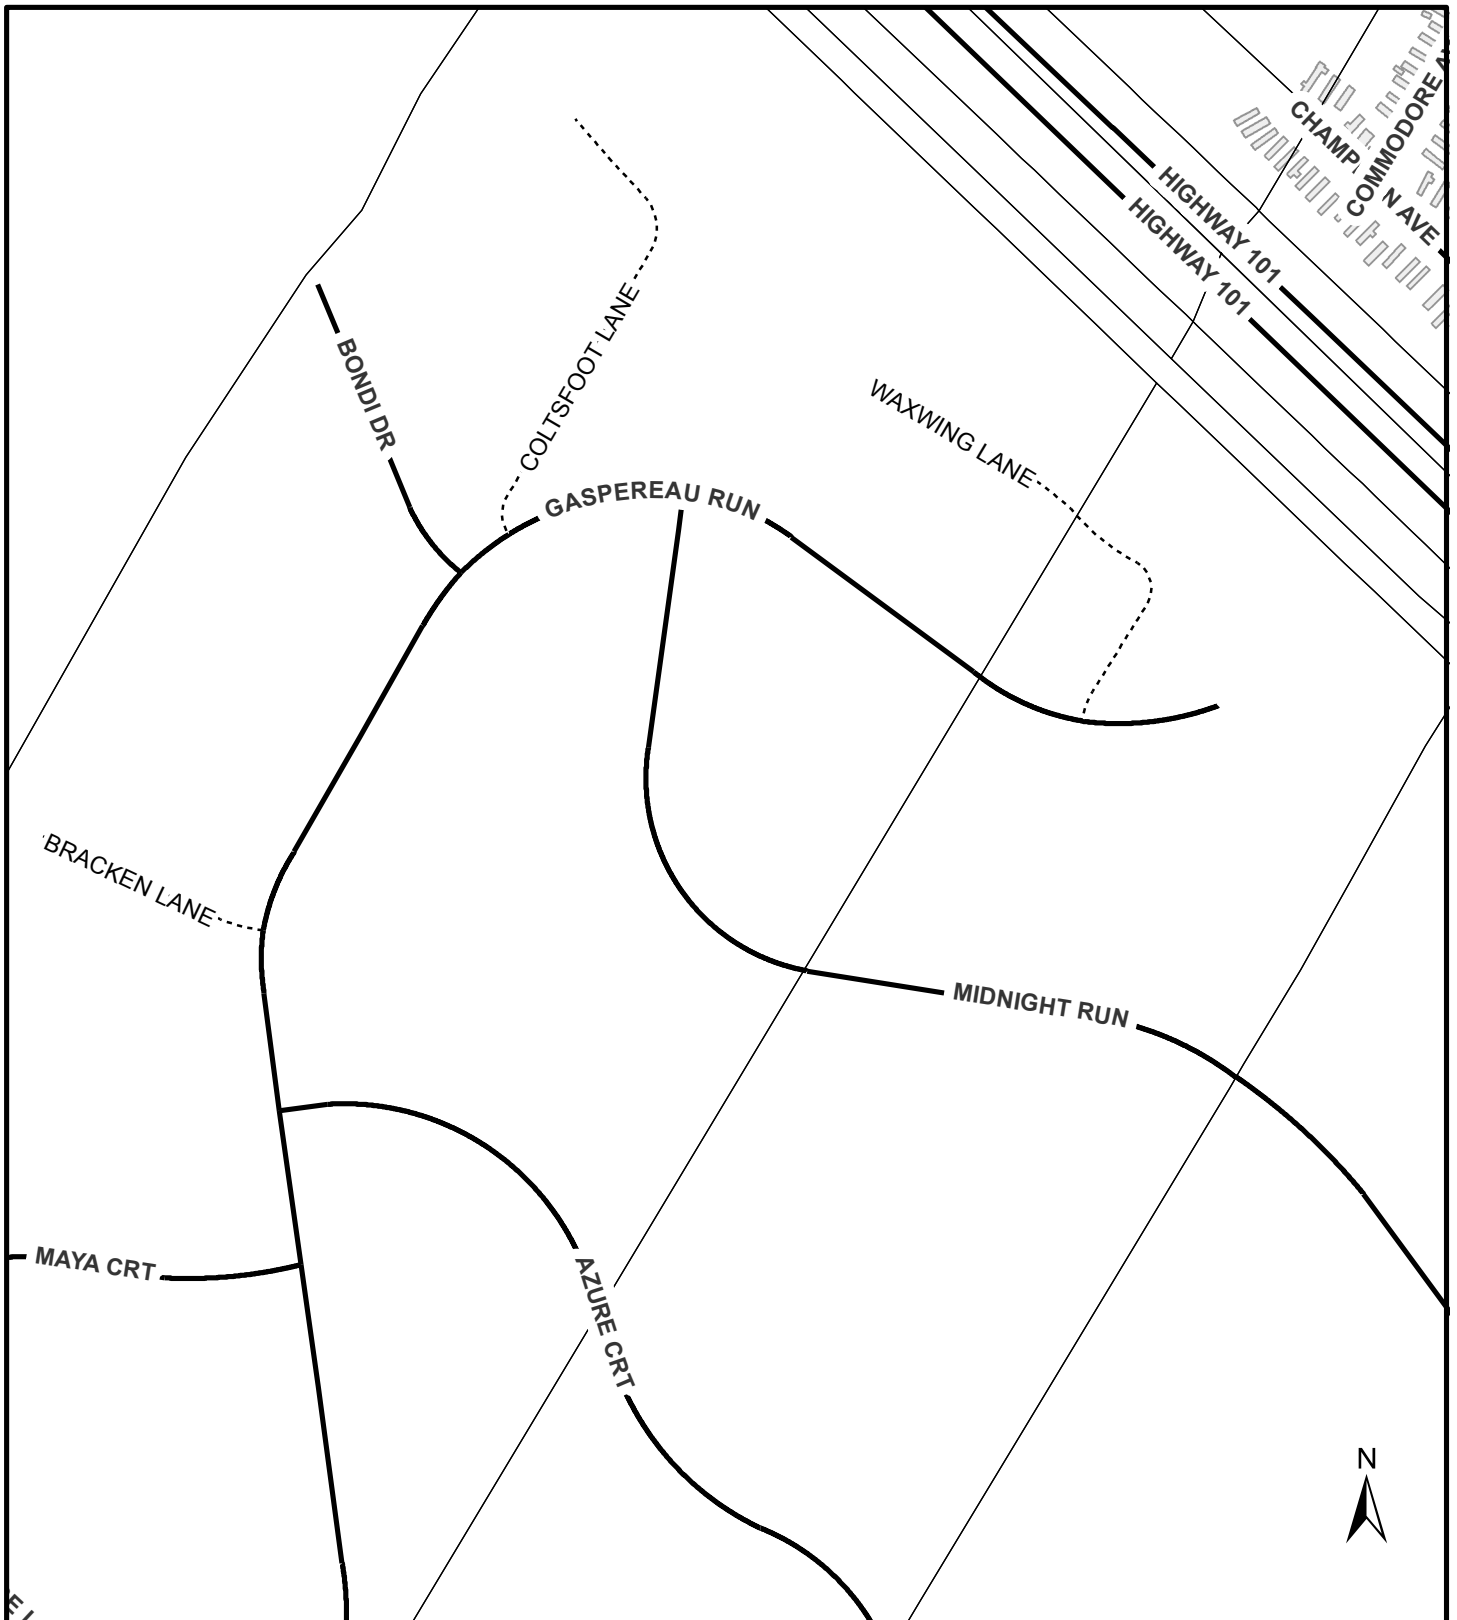 COMMODORE
CHAMP
N AVE
HIGHWAY 101
HIGHWAY 101
COLTSFOOT LANE
BONDI DR
WAXWING LANE
GASPEREAU RUN
BRACKEN LANE
MIDNIGHT RUN
MAYA CRT
AZURE CRT
N